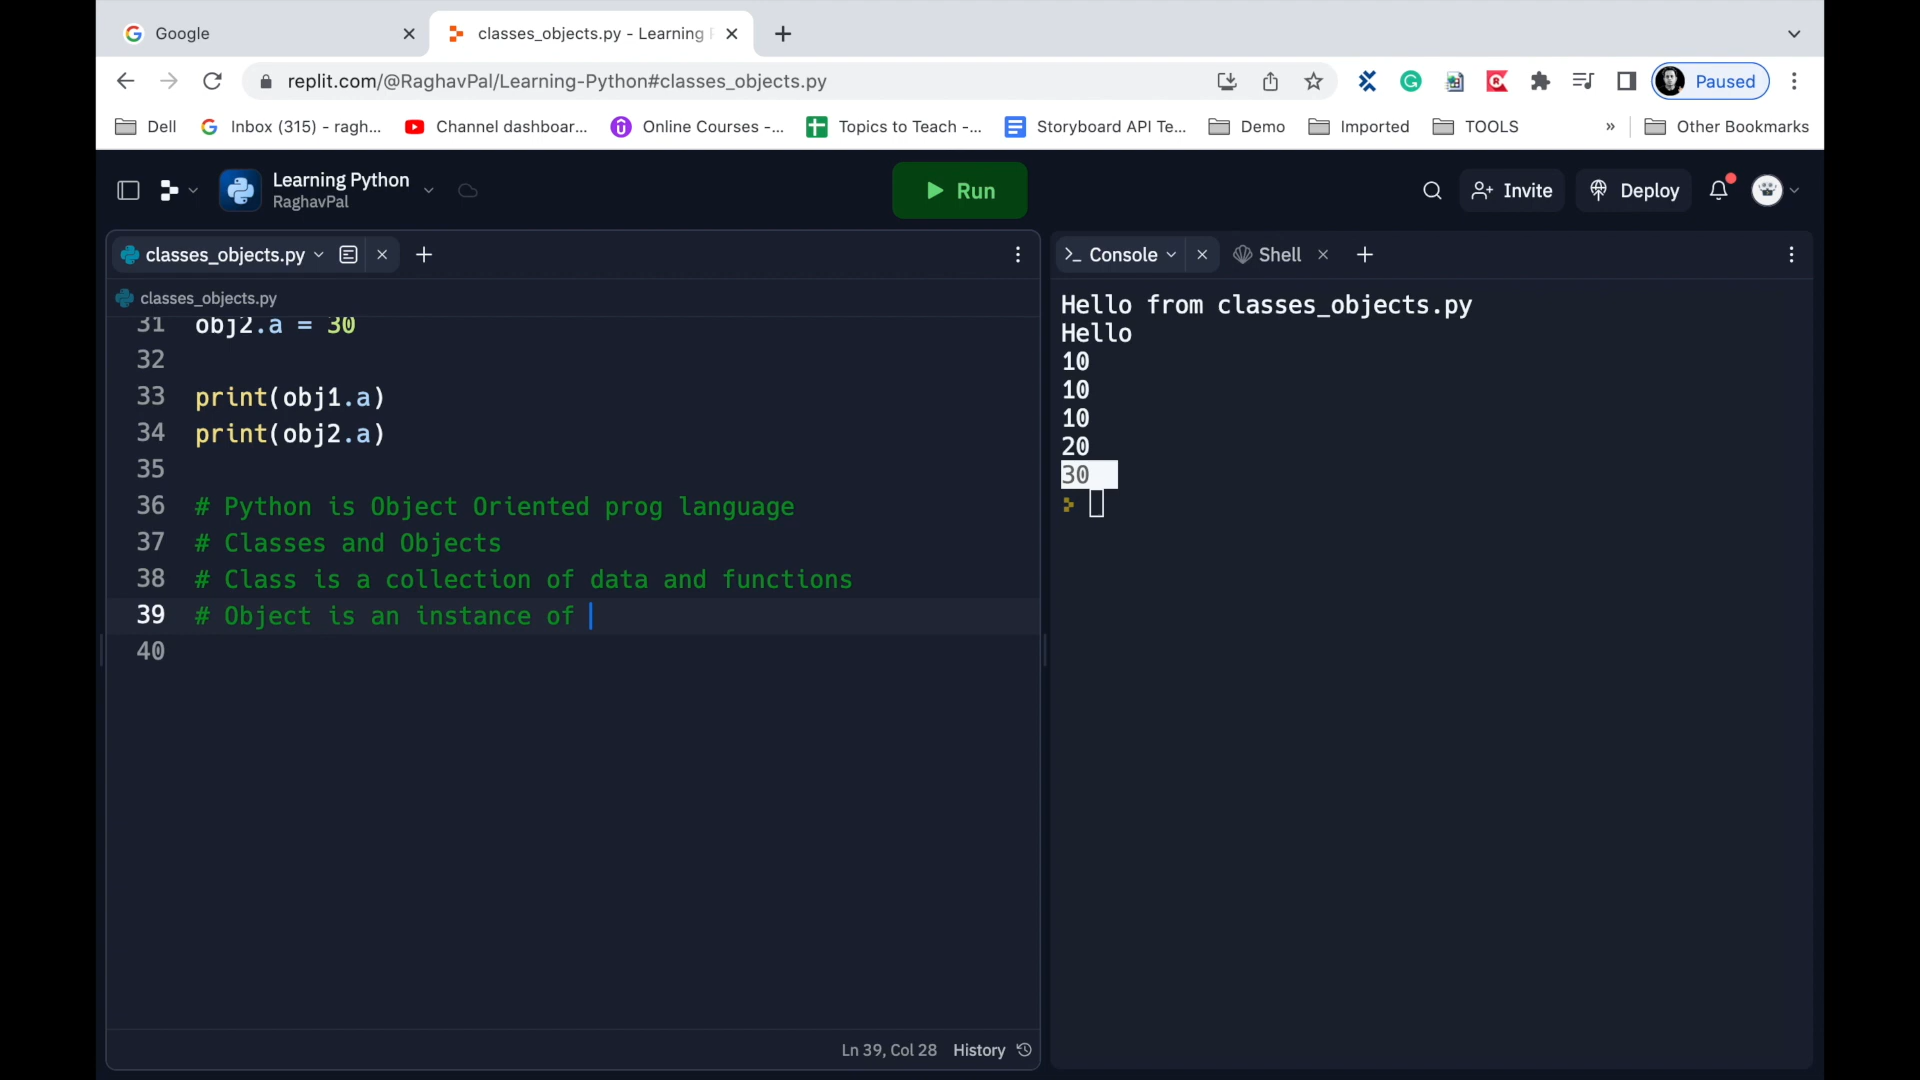 Google
classes_objects.py - Learning
replit.com/@RaghavPal/Learning-Python#classes_objects.py
Paused
Dell
Inbox (315) - ragh...
Channel dashboar...
Online Courses -...
Topics to Teach -...
Storyboard API Te...
Demo
Imported
TOOLS
»
Other Bookmarks
Learning Python
RaghavPal
Run
Invite
Deploy
classes_objects.py
Console
Shell
classes_objects.py
31 obj2.a = 30
32
33 print(obj1.a)
34 print(obj2.a)
35
36 # Python is Object Oriented prog language
37 # Classes and Objects
38 # Class is a collection of data and functions
39 # Object is an instance of
40
Hello from classes_objects.py
Hello
10
10
10
20
30
Ln 39, Col 28 History